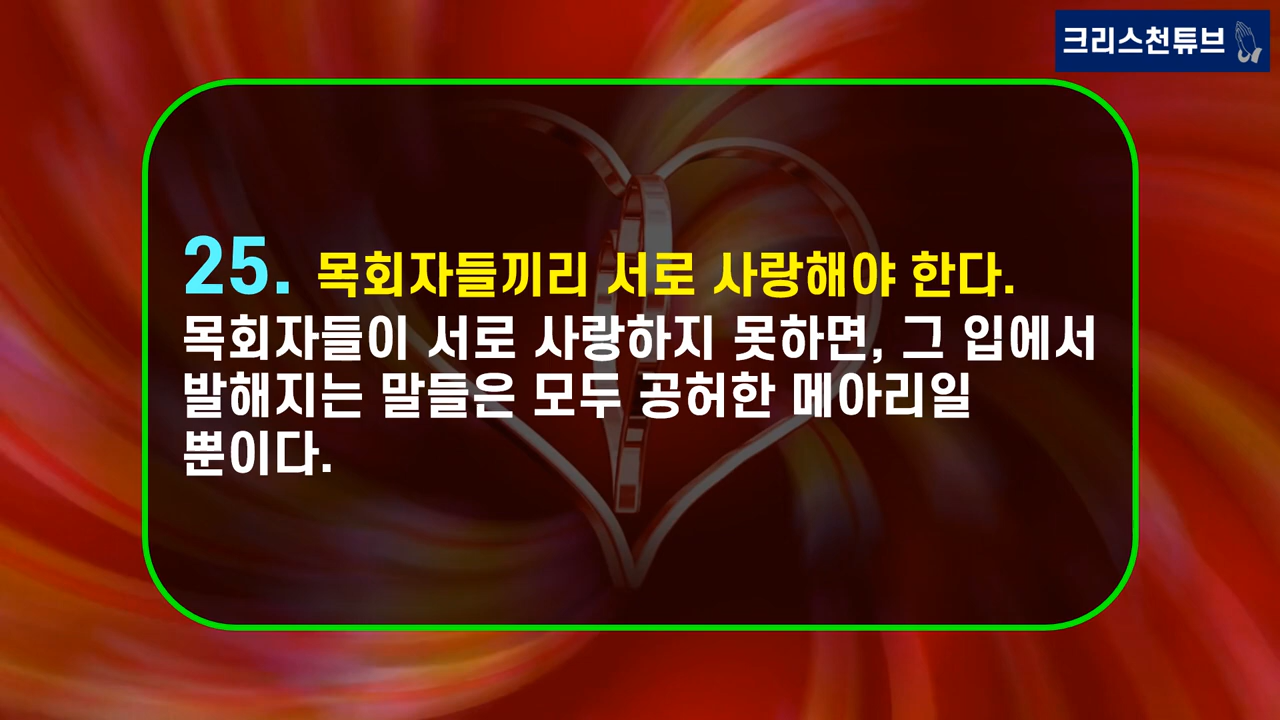 크리스천튜브
25. 목회자들끼리 서로 사랑해야 한다.
목회자들이 서로 사랑하지 못하면, 그 입에서
발해지는 말들은 모두 공허한 메아리일
뿐이다.